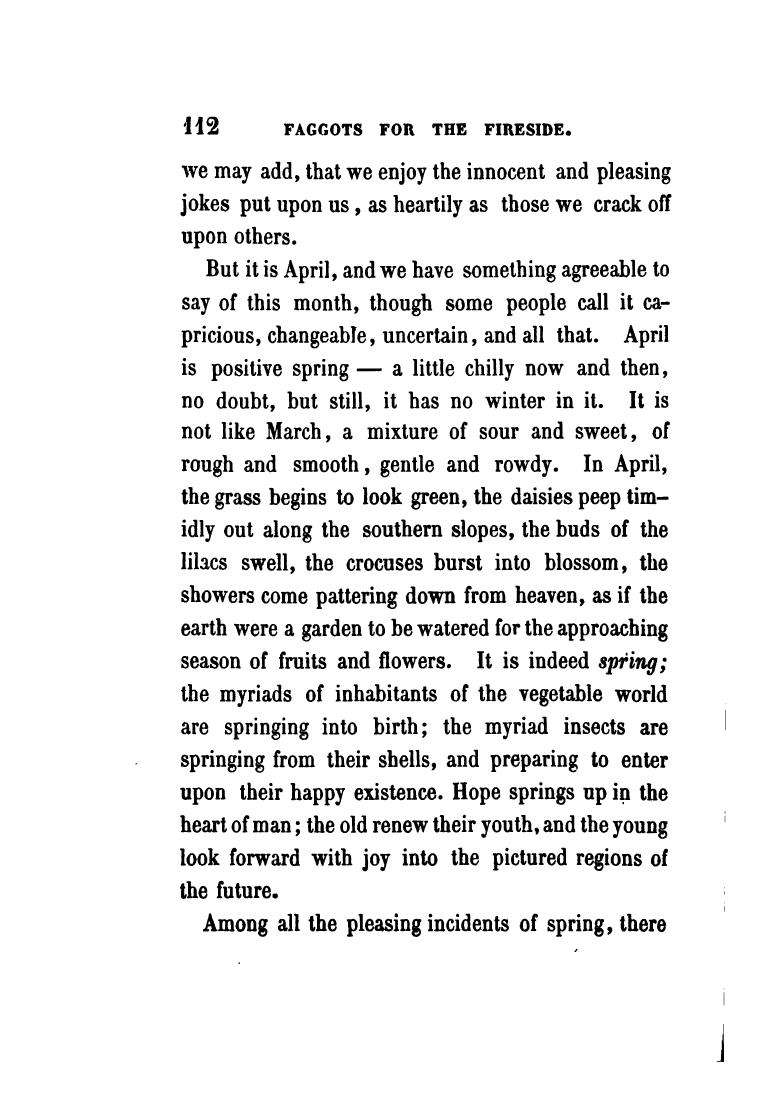 112 FAGGOTS FOR THE FIRESIDE.
we may add, that we enjoy the innocent and pleasing
jokes put upon us , as heartily as those we crack off
upon others.
But it is April, and we have something agreeable to
say of this month, though some people call it ca-
pricious, changeable, uncertain, and all that. April
is positive spring — a little chilly now and then,
no doubt, but still, it has no winter in it. It is
not like March, a mixture of sour and sweet, of
rough and smooth, gentle and rowdy. In April,
the grass begins to look green, the daisies peep tim-
idly out along the southern slopes, the buds of the
lilacs swell, the crocuses burst into blossom, the
showers come pattering down from heaven, as if the
earth were a garden to be watered for the approaching
season of fruits and flowers. It is indeed spring;
the myriads of inhabitants of the vegetable world
are springing into birth; the myriad insects are
springing from their shells, and preparing to enter
upon their happy existence. Hope springs up in the
heart of man; the old renew their youth, and the young
look forward with joy into the pictured regions of
the future.
Among all the pleasing incidents of spring, there